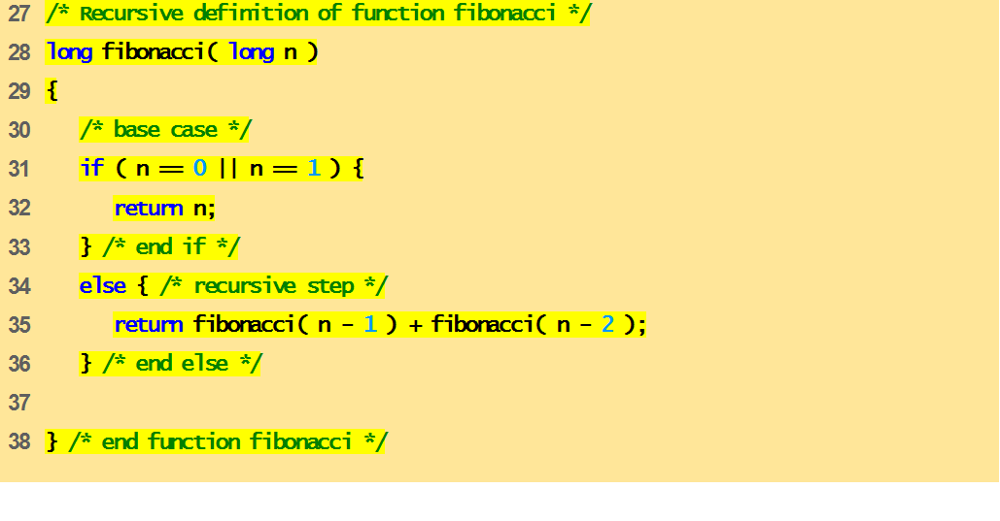 27 /* Recursive definition of function fibonacci */
28 long fibonacci( long n )
29 {
30 /* base case */
31 if ( n == 0 || n == 1 ) {
32 return n;
33 } /* end if */
34 else { /* recursive step */
35 return fibonacci( n - 1 ) + fibonacci( n - 2 );
36 } /* end else */
37
38 } /* end function fibonacci */